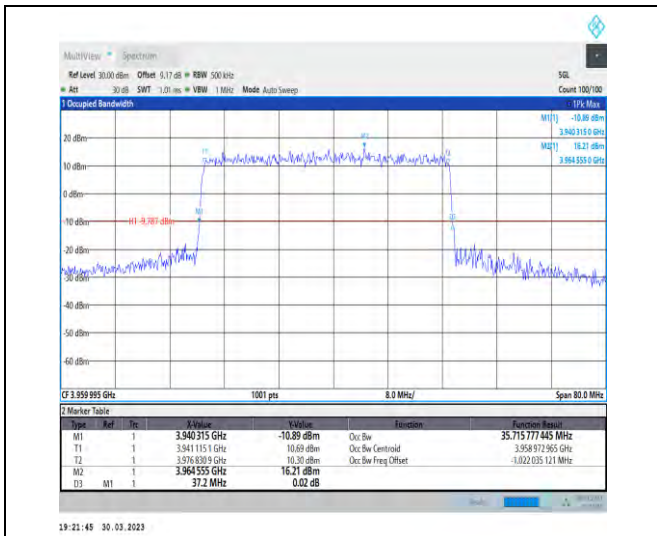 MultiView Spectrum
Ref Level 30.00 dBm Offset 9.17 dB RBW 500 kHz SGL
Att 30 dB SWT 1.01 ms VBW 1 MHz Mode Auto Sweep Count 100/100
1 Occupied Bandwidth 1Pk Max
M1[1] -10.89 dBm
3.940 315 0 GHz
M2[1] 16.21 dBm
3.964 555 0 GHz
20 dBm
10 dBm
0 dBm
-10 dBm
H1 -9.787 dBm
-20 dBm
-30 dBm
-40 dBm
-50 dBm
-60 dBm
CF 3.959 995 GHz 1001 pts 8.0 MHz/ Span 80.0 MHz
2 Marker Table
Type Ref Trc X-Value Y-Value Function Function Result
M1 1 3.940 315 GHz -10.89 dBm Occ Bw 35.715 777 445 MHz
T1 1 3.941 115 1 GHz 10.69 dBm Occ Bw Centroid 3.958 972 965 GHz
T2 1 3.976 830 9 GHz 10.30 dBm Occ Bw Freq Offset -1.022 035 121 MHz
M2 1 3.964 555 GHz 16.21 dBm
D3 M1 1 37.2 MHz 0.02 dB
19:21:45 30.03.2023